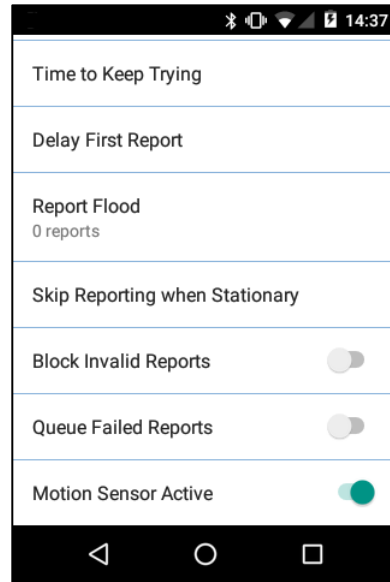 14:37
Time to Keep Trying
Delay First Report
Report Flood
0 reports
Skip Reporting when Stationary
Block Invalid Reports
Queue Failed Reports
Motion Sensor Active